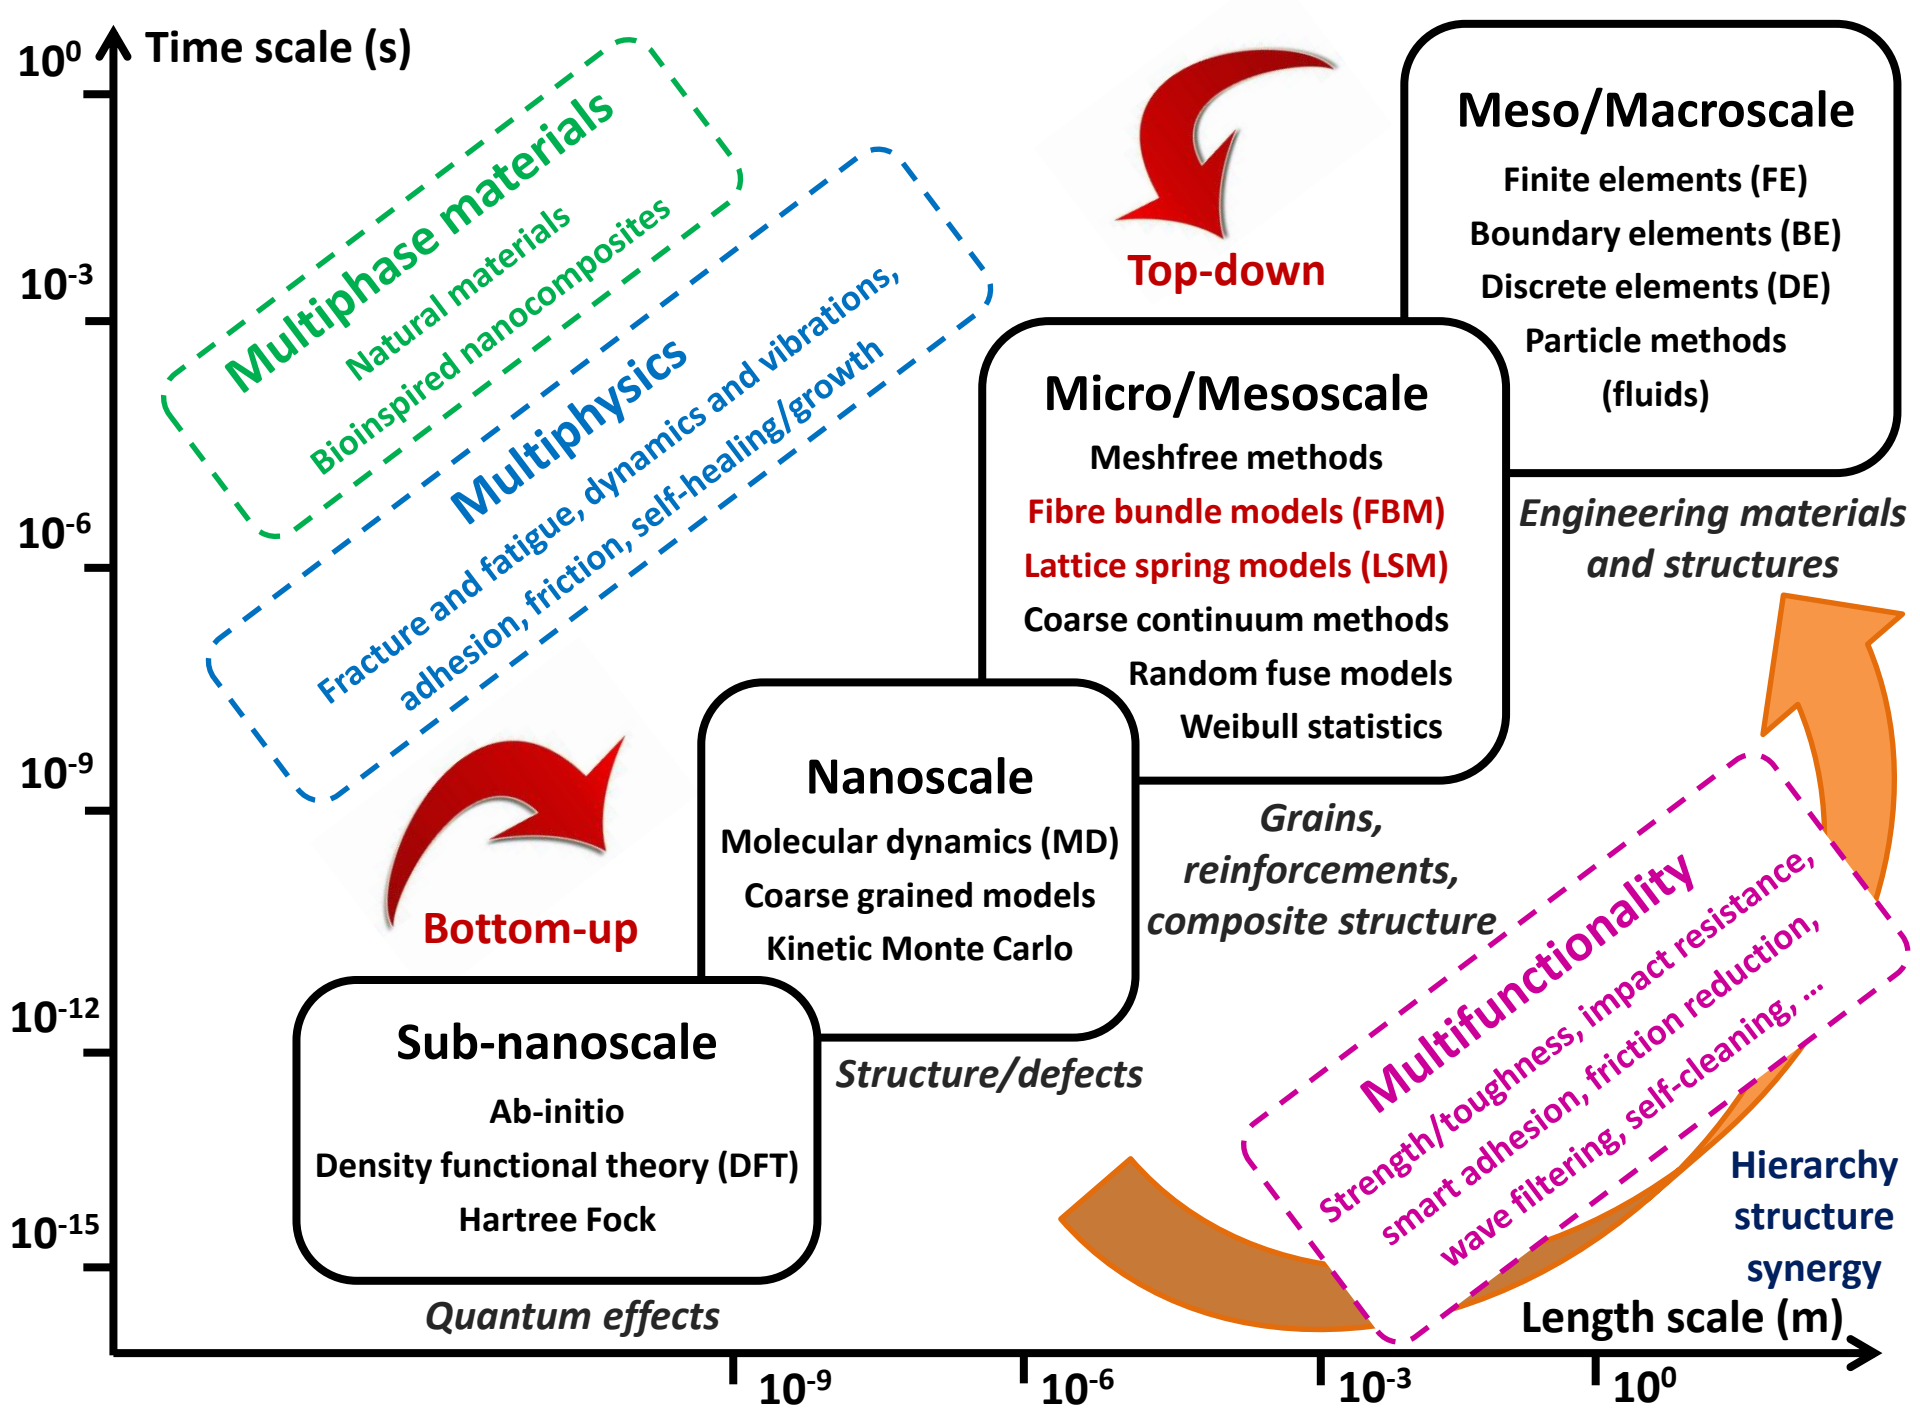 Time scale (s)
10⁰
10⁻³
10⁻⁶
10⁻⁹
10⁻¹²
10⁻¹⁵
Multiphase materials
Natural materials
Bioinspired nanocomposites
Multiphysics
Fracture and fatigue, dynamics and vibrations,
adhesion, friction, self-healing/growth
Top-down
Meso/Macroscale
Finite elements (FE)
Boundary elements (BE)
Discrete elements (DE)
Particle methods
(fluids)
Engineering materials
and structures
Micro/Mesoscale
Meshfree methods
Fibre bundle models (FBM)
Lattice spring models (LSM)
Coarse continuum methods
Random fuse models
Weibull statistics
Grains,
reinforcements,
composite structure
Bottom-up
Nanoscale
Molecular dynamics (MD)
Coarse grained models
Kinetic Monte Carlo
Structure/defects
Sub-nanoscale
Ab-initio
Density functional theory (DFT)
Hartree Fock
Quantum effects
Multifunctionality
Strength/toughness, impact resistance,
smart adhesion, friction reduction,
wave filtering, self-cleaning, ...
Hierarchy
structure
synergy
Length scale (m)
10⁻⁹
10⁻⁶
10⁻³
10⁰